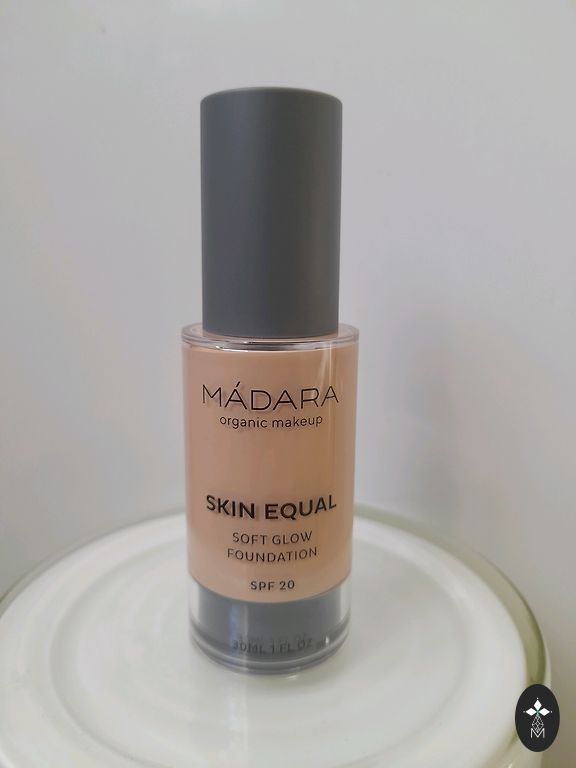 MÁDARA
organic makeup
SKIN EQUAL
SOFT GLOW
FOUNDATION
SPF 20
30ML 1 FL OZ
M